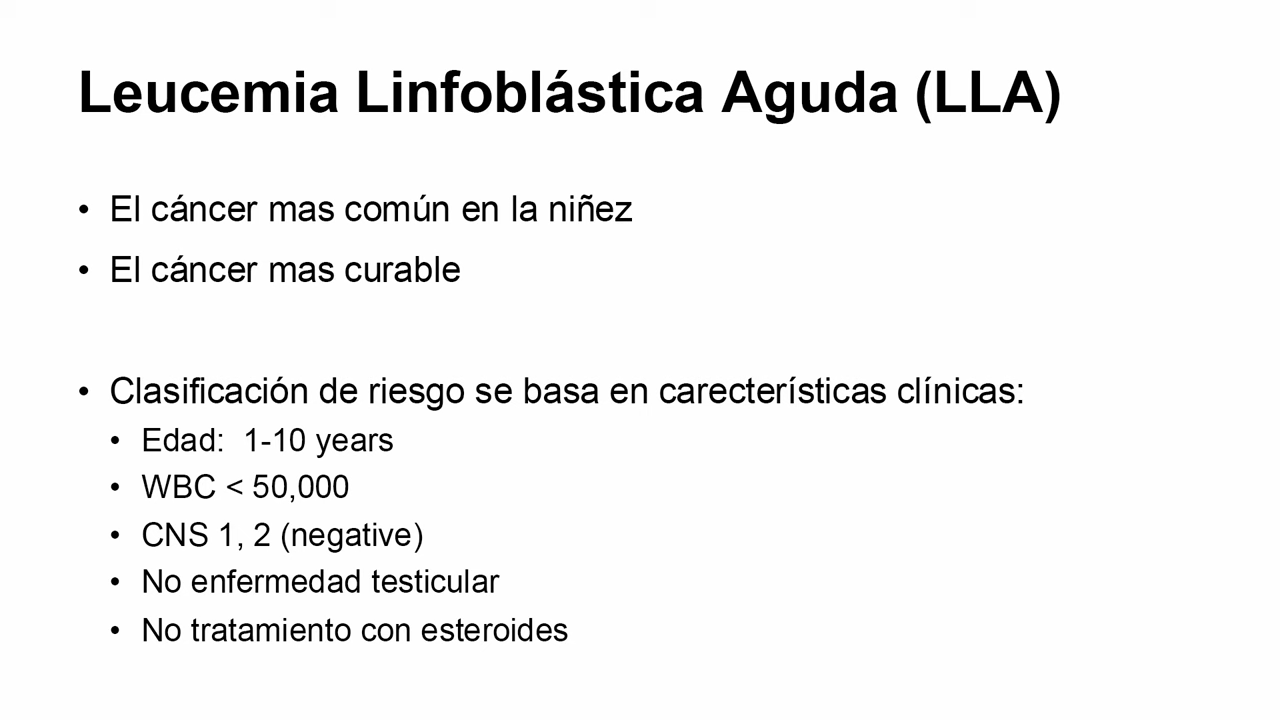 Leucemia Linfoblástica Aguda (LLA)
• El cáncer mas común en la niñez
• El cáncer mas curable
• Clasificación de riesgo se basa en carecterísticas clínicas:
• Edad:  1-10 years
• WBC < 50,000
• CNS 1, 2 (negative)
• No enfermedad testicular
• No tratamiento con esteroides